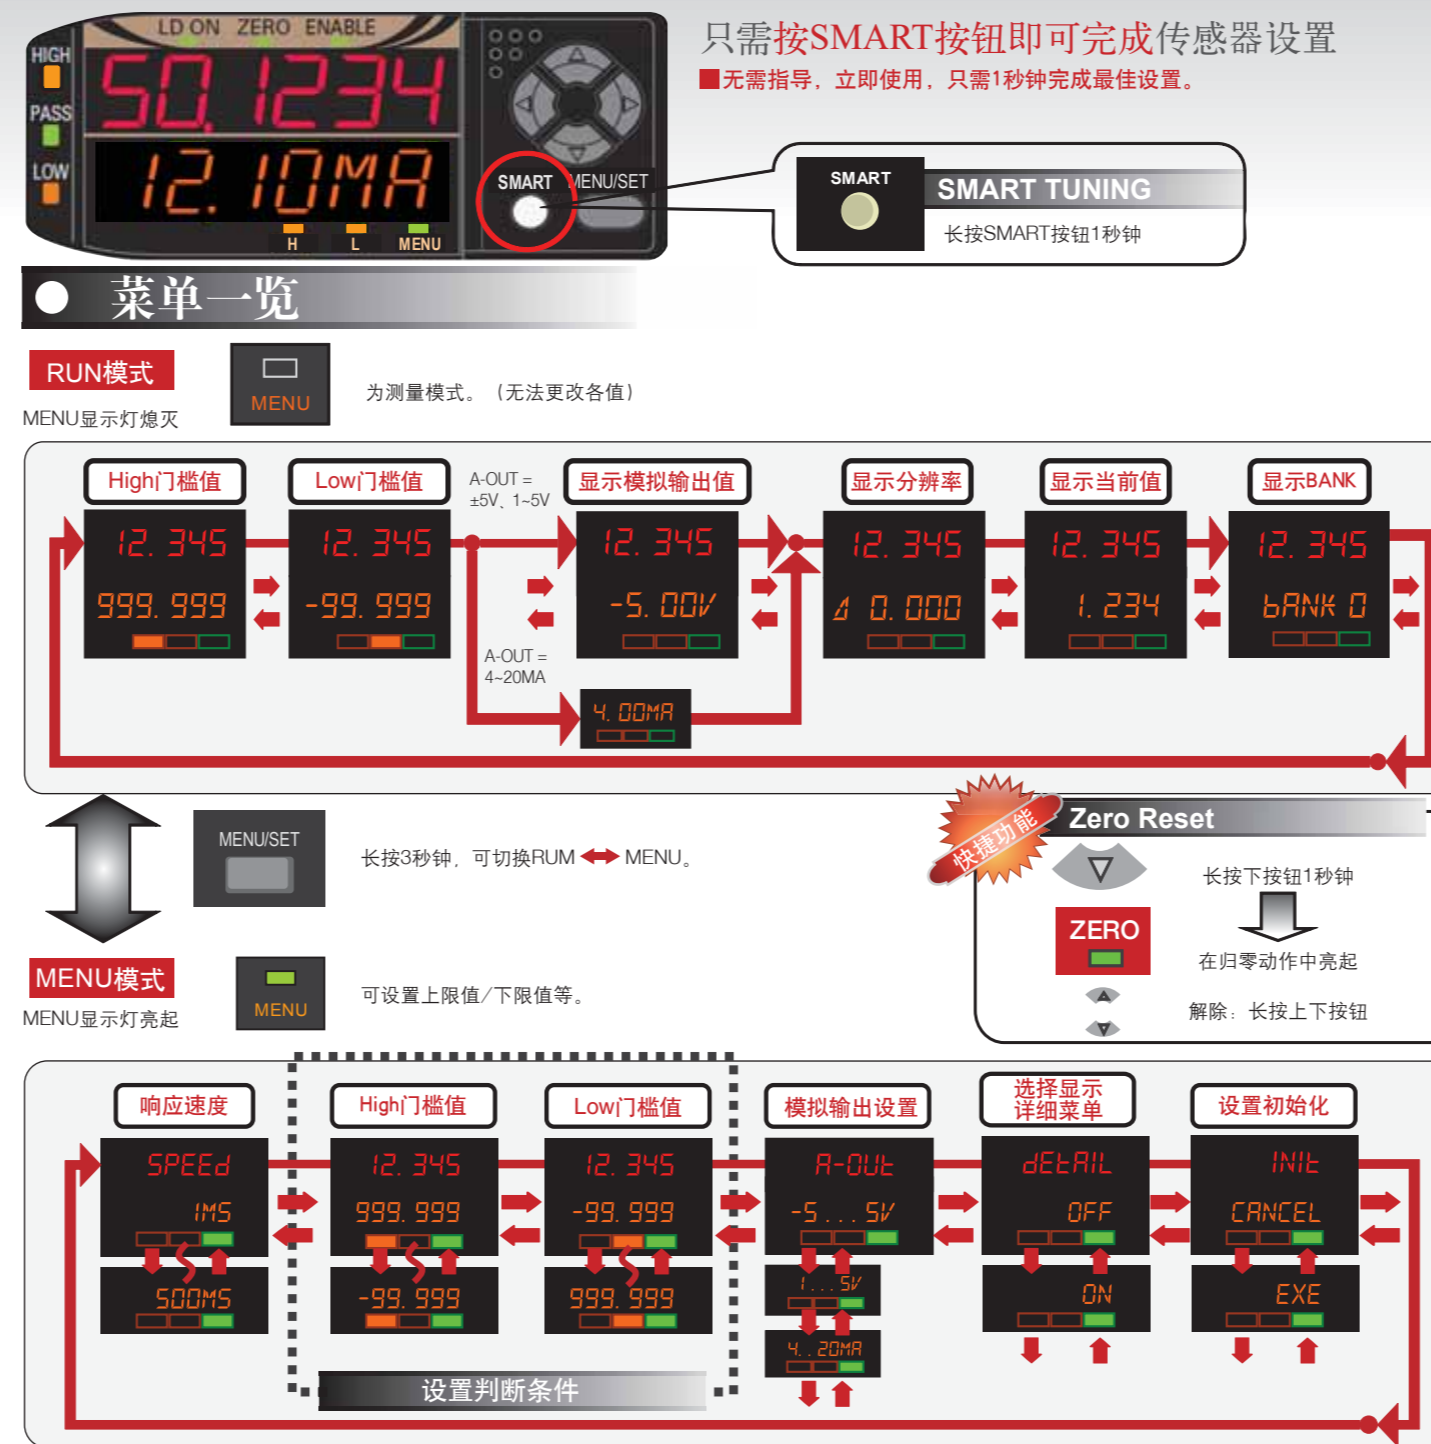 LD ON ZERO ENABLE
HIGH
PASS
LOW
50.1234
12.10MA
H L MENU
SMART MENU/SET
只需按SMART按钮即可完成传感器设置
■无需指导，立即使用，只需1秒钟完成最佳设置。
SMART
SMART TUNING
长按SMART按钮1秒钟
● 菜单一览
RUN模式
MENU显示灯熄灭
MENU
为测量模式。（无法更改各值）
High门槛值
12.345
999.999
Low门槛值
12.345
-99.999
A-OUT =
±5V、1~5V
A-OUT =
4~20MA
显示模拟输出值
12.345
-5.00V
4.00MA
显示分辨率
12.345
⊿ 0.000
显示当前值
12.345
1.234
显示BANK
12.345
bANK 0
MENU/SET
长按3秒钟，可切换RUM ⬌ MENU。
快捷功能
Zero Reset
长按下按钮1秒钟
ZERO
在归零动作中亮起
解除：长按上下按钮
MENU模式
MENU显示灯亮起
MENU
可设置上限值/下限值等。
响应速度
SPEEd
1MS
500MS
High门槛值
12.345
999.999
-99.999
Low门槛值
12.345
-99.999
999.999
设置判断条件
模拟输出设置
A-OUt
-5...5V
1...5V
4..20MA
选择显示
详细菜单
dEtAIL
OFF
ON
设置初始化
INIt
CANCEL
EXE